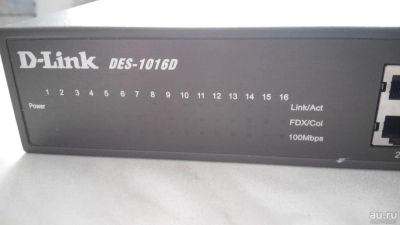 D-Link DES-1016D
1 2 3 4 5 6 7 8 9 10 11 12 13 14 15 16
Power
Link/Act
FDX/Col
100Mbps
2
au.ru